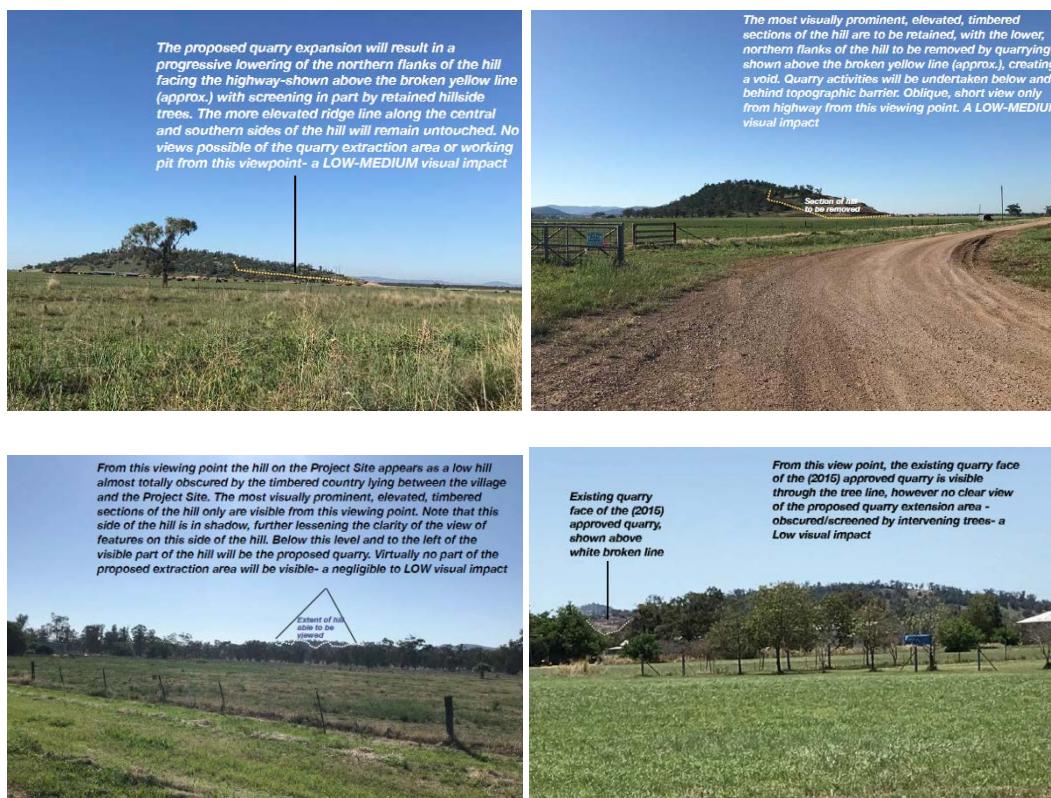 The proposed quarry expansion will result in a
progressive lowering of the northern flanks of the hill
facing the highway-shown above the broken yellow line
(approx.) with screening in part by retained hillside
trees. The more elevated ridge line along the central
and southern sides of the hill will remain untouched. No
views possible of the quarry extraction area or working
pit from this viewpoint- a LOW-MEDIUM visual impact
The most visually prominent, elevated, timbered
sections of the hill are to be retained, with the lower,
northern flanks of the hill to be removed by quarrying
shown above the broken yellow line (approx.), creating
a void. Quarry activities will be undertaken below and
behind topographic barrier. Oblique, short view only
from highway from this viewing point. A LOW-MEDIUM
visual impact
Section of hill
to be removed
From this viewing point the hill on the Project Site appears as a low hill
almost totally obscured by the timbered country lying between the village
and the Project Site. The most visually prominent, elevated, timbered
sections of the hill only are visible from this viewing point. Note that this
side of the hill is in shadow, further lessening the clarity of the view of
features on this side of the hill. Below this level and to the left of the
visible part of the hill will be the proposed quarry. Virtually no part of the
proposed extraction area will be visible- a negligible to LOW visual impact
Extent of hill
able to be
viewed
Existing quarry
face of the (2015)
approved quarry,
shown above
white broken line
From this view point, the existing quarry face
of the (2015) approved quarry is visible
through the tree line, however no clear view
of the proposed quarry extension area -
obscured/screened by intervening trees- a
Low visual impact